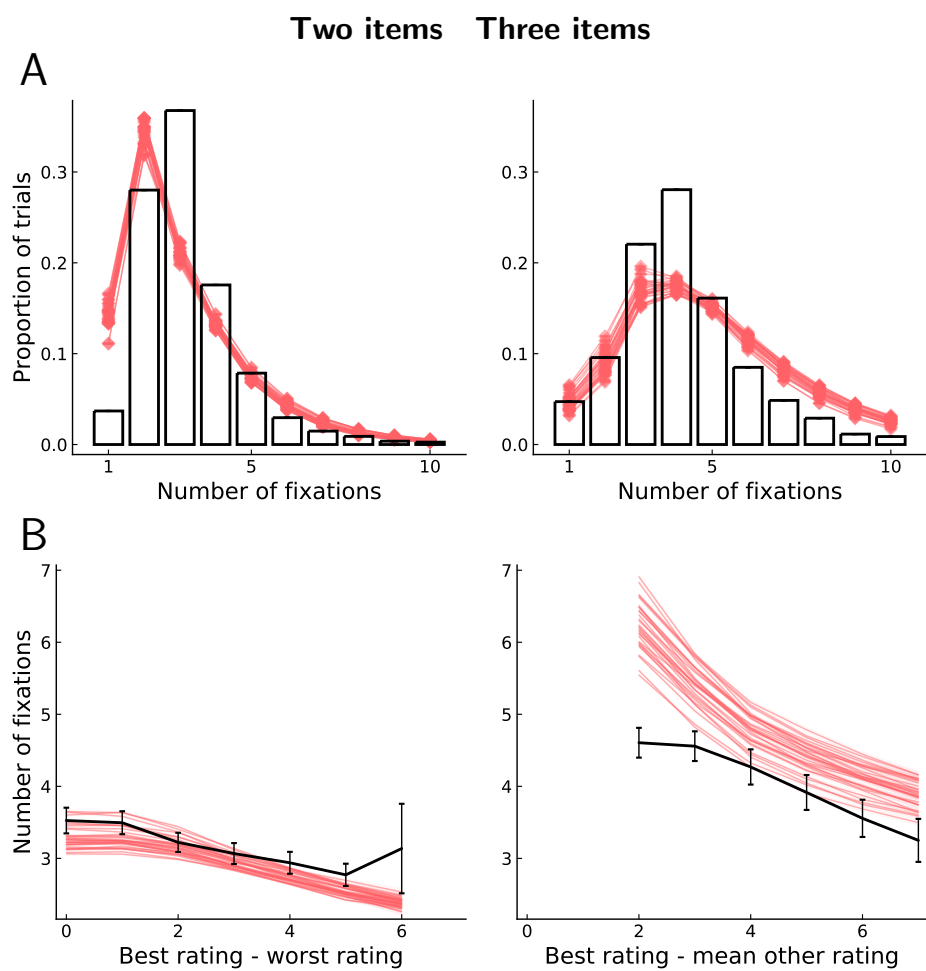 Two items Three items
A
Proportion of trials
0.3
0.2
0.1
0.0
1 5 10
Number of fixations
0.3
0.2
0.1
0.0
1 5 10
Number of fixations
B
Number of fixations
7
6
5
4
3
0 2 4 6
Best rating - worst rating
7
6
5
4
3
0 2 4 6
Best rating - mean other rating